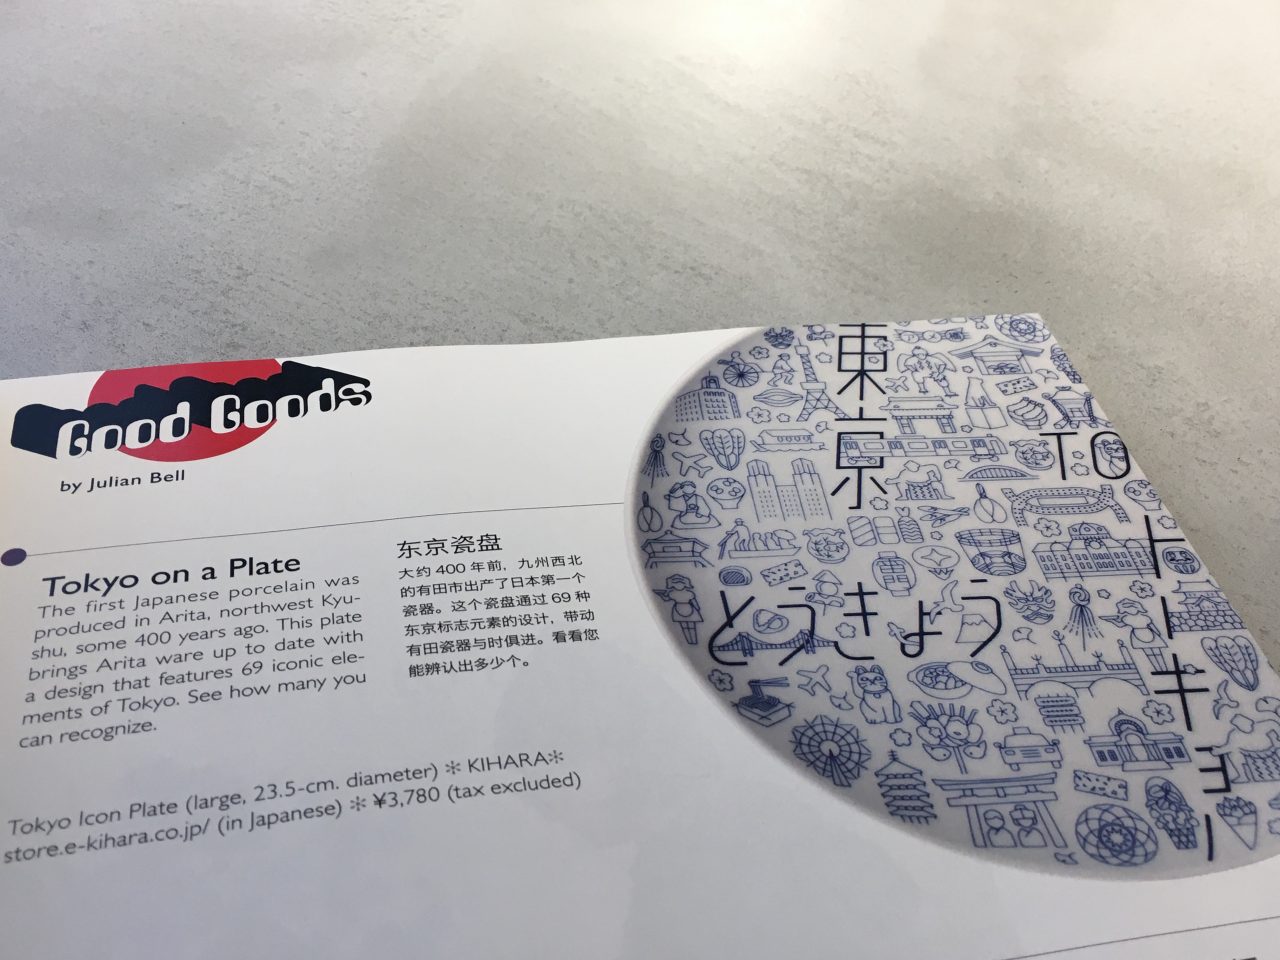 Good Goods
by Julian Bell
Tokyo on a Plate
The first Japanese porcelain was
produced in Arita, northwest Kyu-
shu, some 400 years ago. This plate
brings Arita ware up to date with
a design that features 69 iconic ele-
ments of Tokyo. See how many you
can recognize.
东京瓷盘
大约 400 年前，九州西北
的有田市出产了日本第一个
瓷器。这个瓷盘通过 69 种
东京标志元素的设计，带动
有田瓷器与时俱进。看看您
能辨认出多少个。
Tokyo Icon Plate (large, 23.5-cm. diameter) ＊ KIHARA＊
store.e-kihara.co.jp/ (in Japanese) ＊ ¥3,780 (tax excluded)
東京
TO
トーキョー
とうきょう